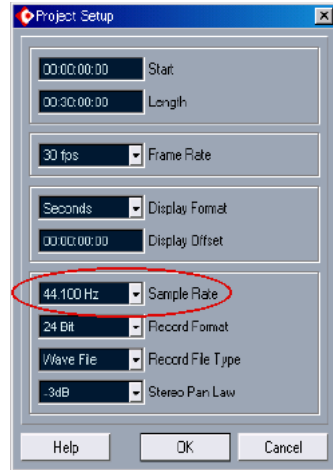 Project Setup
00:00:00:00 Start
00:30:00:00 Length
30 fps Frame Rate
Seconds Display Format
00:00:00:00 Display Offset
44.100 Hz Sample Rate
24 Bit Record Format
Wave File Record File Type
-3dB Stereo Pan Law
Help OK Cancel